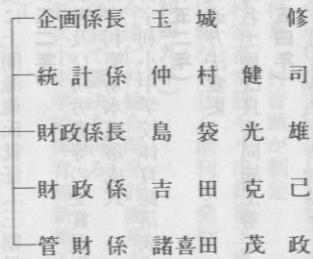 企画係長 玉城 修
統計係 仲村健司
財政係長 島袋光雄
財政係 吉田克己
管財係 諸喜田茂政